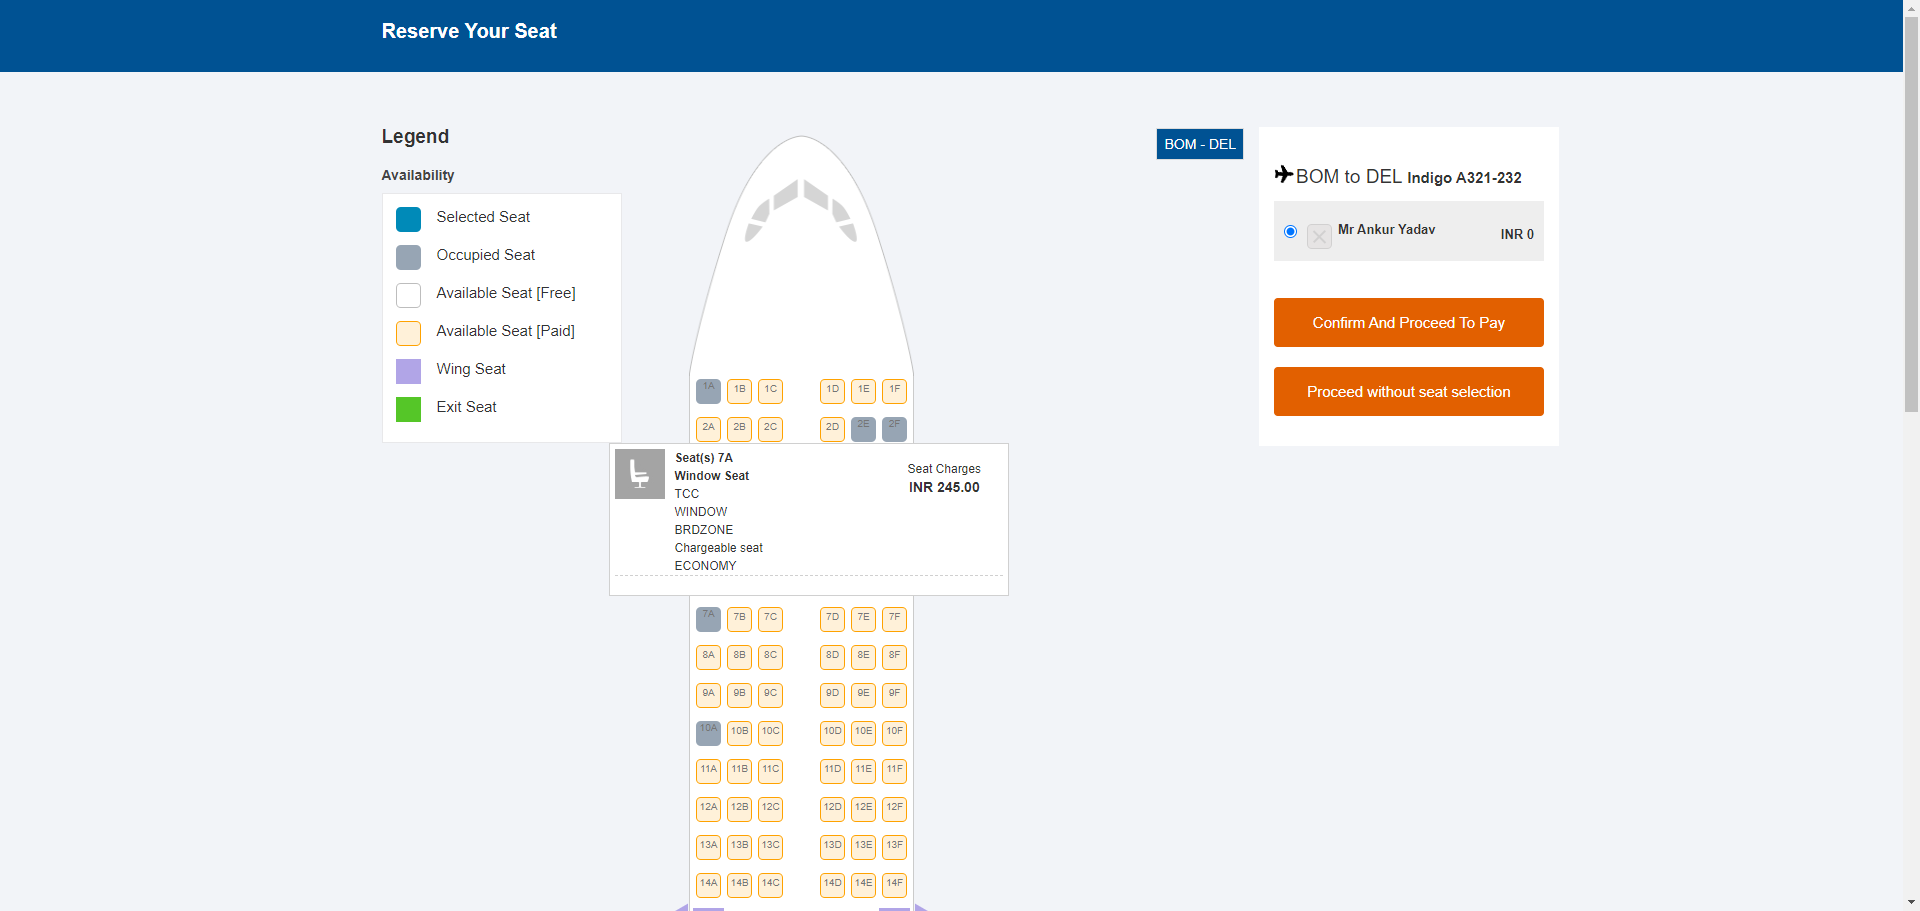 Reserve Your Seat
Legend
Availability
Selected Seat
Occupied Seat
Available Seat [Free]
Available Seat [Paid]
Wing Seat
Exit Seat
1A 1B 1C 1D 1E 1F
2A 2B 2C 2D 2E 2F
Seat(s) 7A
Window Seat
TCC
WINDOW
BRDZONE
Chargeable seat
ECONOMY
Seat Charges
INR 245.00
7A 7B 7C 7D 7E 7F
8A 8B 8C 8D 8E 8F
9A 9B 9C 9D 9E 9F
10A 10B 10C 10D 10E 10F
11A 11B 11C 11D 11E 11F
12A 12B 12C 12D 12E 12F
13A 13B 13C 13D 13E 13F
14A 14B 14C 14D 14E 14F
BOM - DEL
BOM to DEL Indigo A321-232
Mr Ankur Yadav INR 0
Confirm And Proceed To Pay
Proceed without seat selection